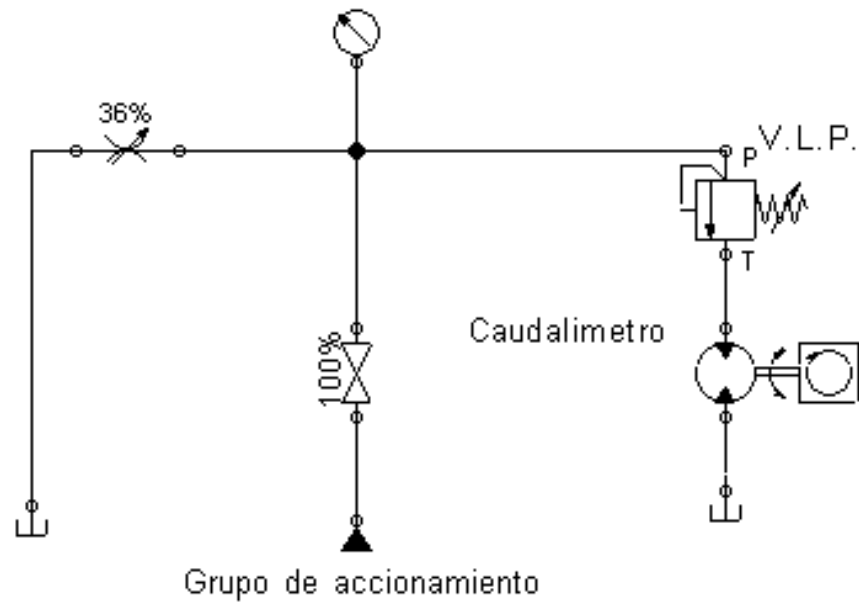 36%
P V.L.P.
T
Caudalimetro
100%
Grupo de accionamiento